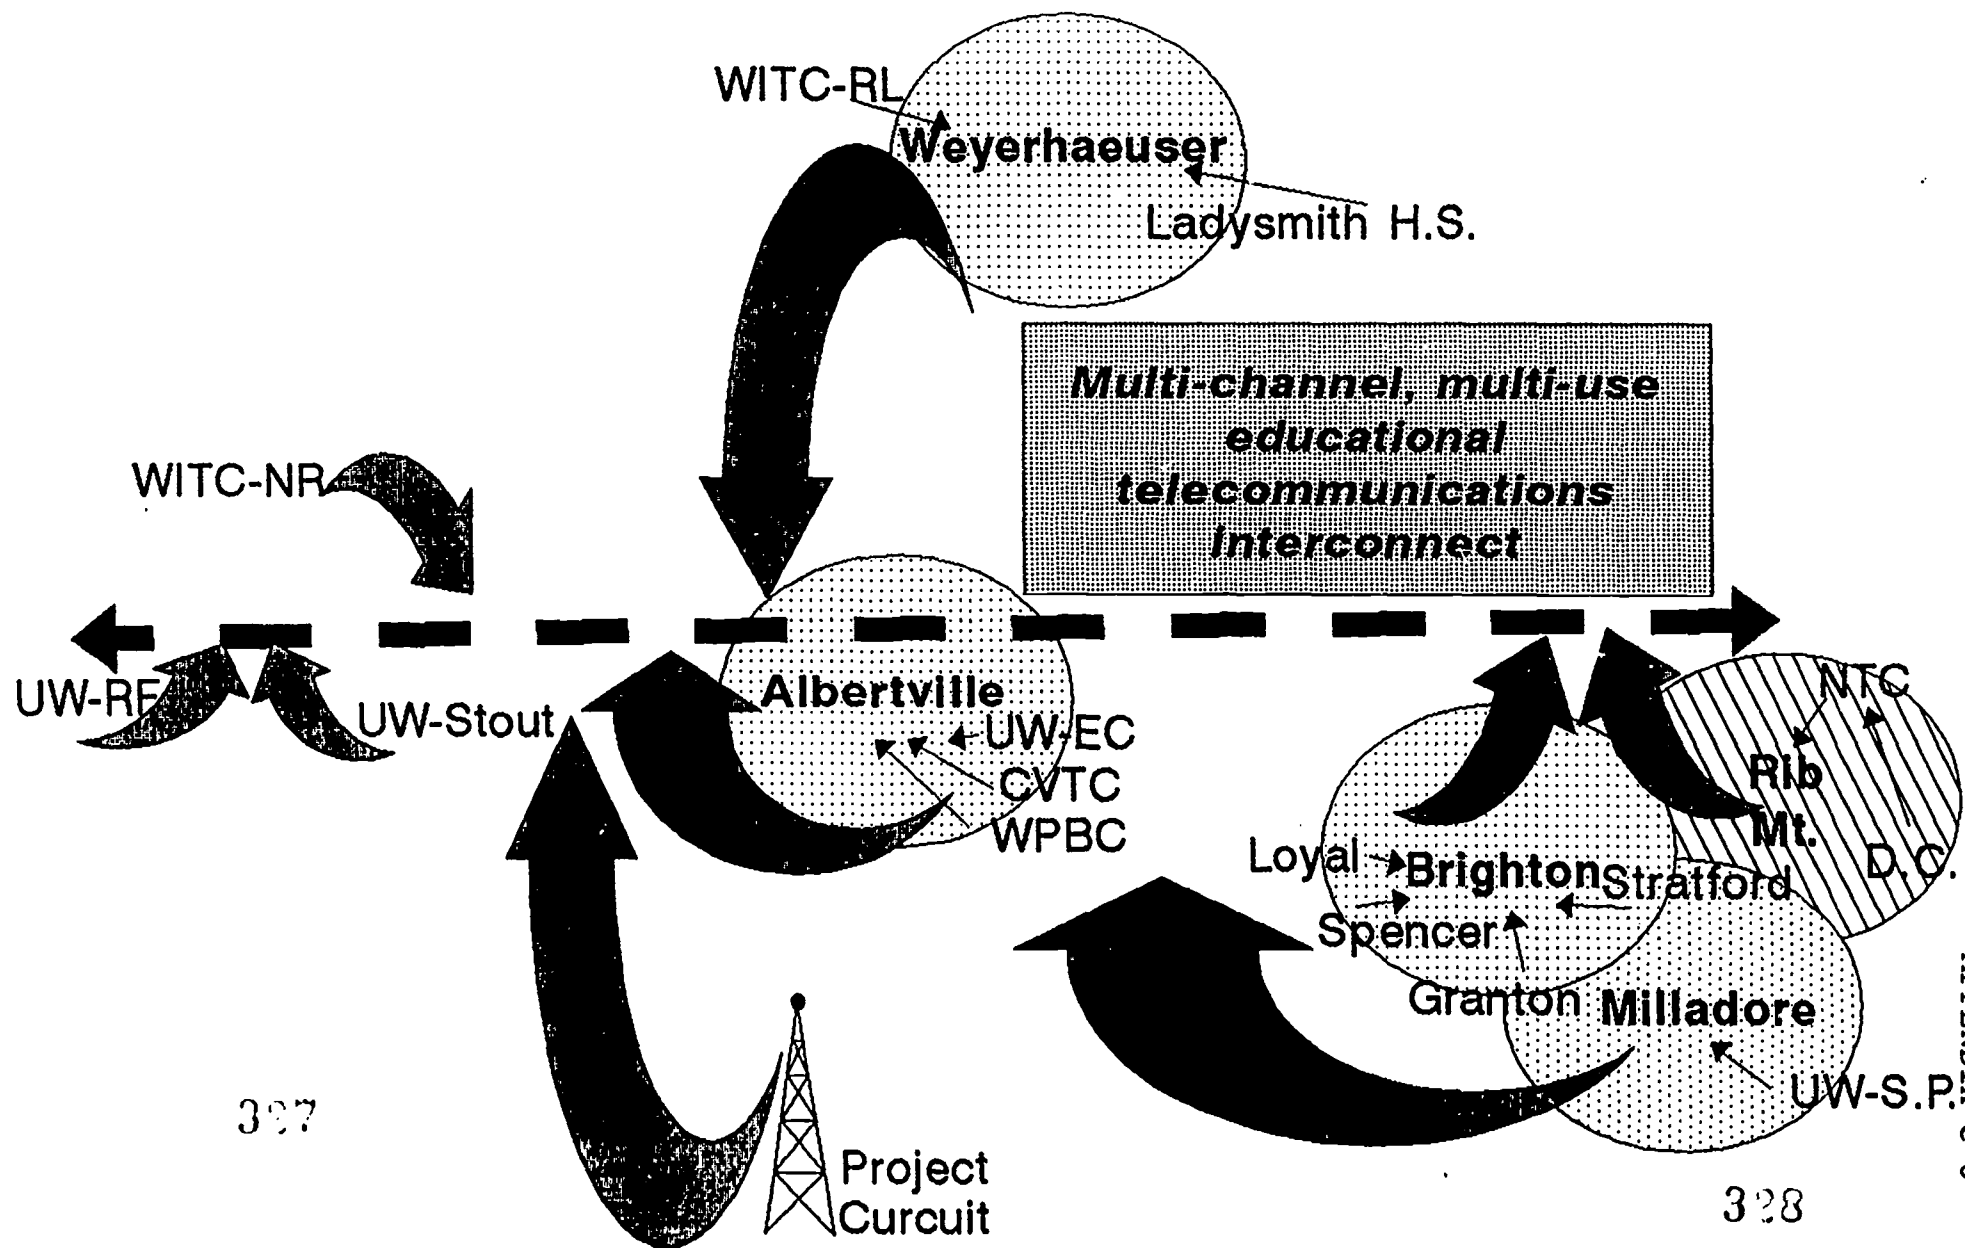 WITC-RL
Weyerhaeuser
Ladysmith H.S.
Multi-channel, multi-use
educational
telecommunications
interconnect
WITC-NR
UW-RF
UW-Stout
Albertville
UW-EC
CVTC
WPBC
NTC
Rib
Mt.
D.C.
Loyal
Brighton
Stratford
Spencer
Granton
Milladore
UW-S.P.
Project
Curcuit